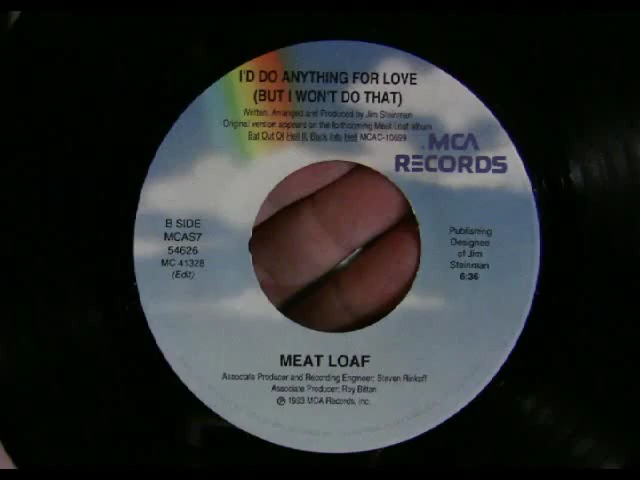 I'D DO ANYTHING FOR LOVE
(BUT I WON'T DO THAT)
Written, Arranged and Produced by Jim Steinman
Original version appears on the forthcoming Meat Loaf album
Bat Out Of Hell II: Back Into Hell MCAC-10699
MCA
RECORDS
B SIDE
MCAS7
54626
MC 41328
(Edit)
Publishing
Designee
of Jim
Steinman
6:36
MEAT LOAF
Associate Producer and Recording Engineer: Steven Rinkoff
Associate Producer: Roy Bittan
℗ 1993 MCA Records, Inc.